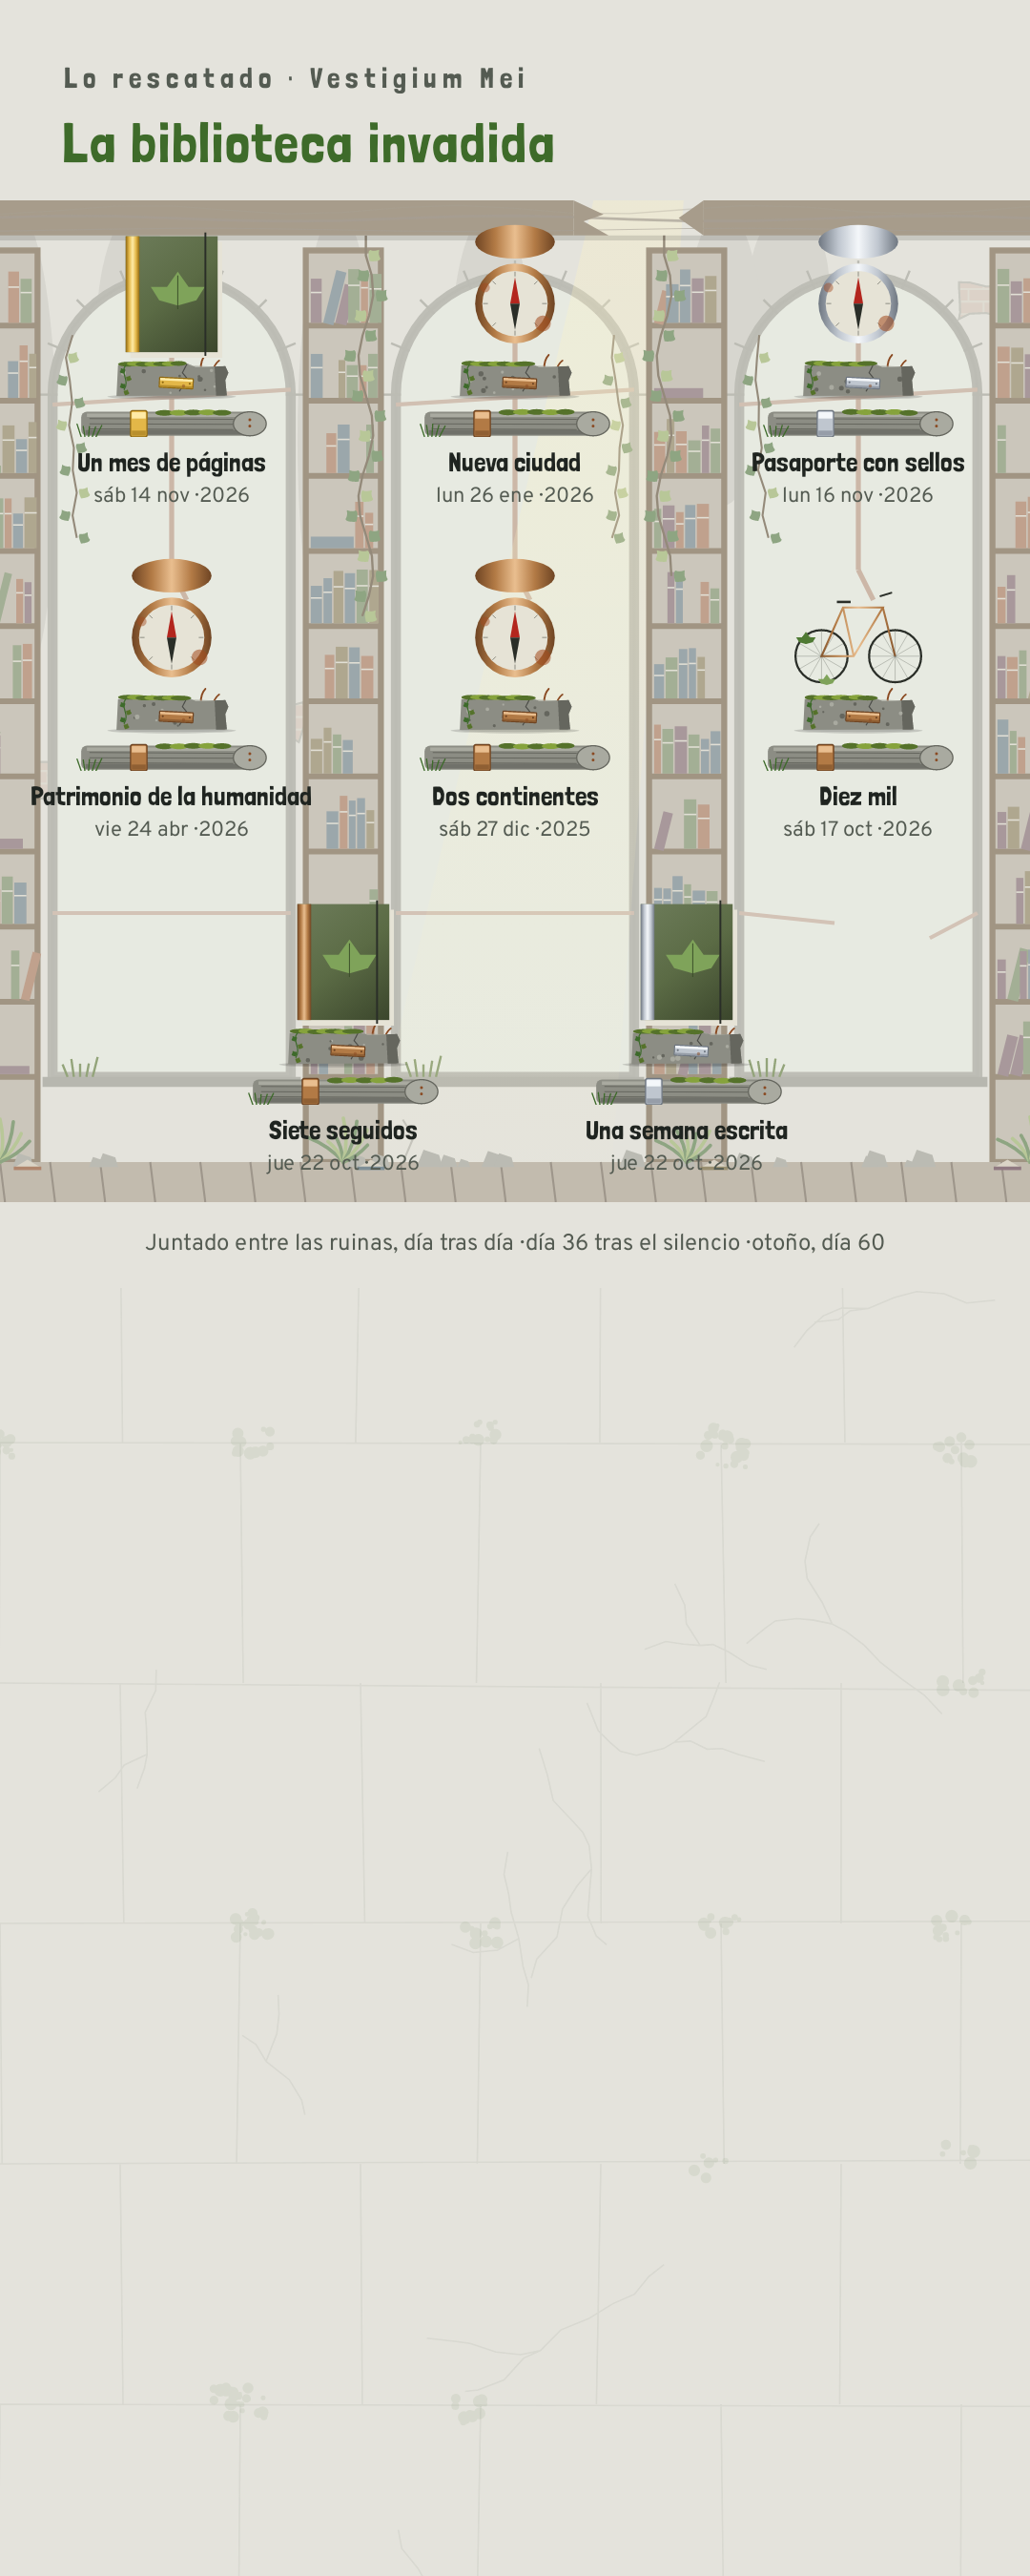 Lo rescatado · Vestigium Mei
La biblioteca invadida
Un mes de páginas
sáb 14 nov ·2026
Nueva ciudad
lun 26 ene ·2026
Pasaporte con sellos
lun 16 nov ·2026
Patrimonio de la humanidad
vie 24 abr ·2026
Dos continentes
sáb 27 dic ·2025
Diez mil
sáb 17 oct ·2026
Siete seguidos
jue 22 oct ·2026
Una semana escrita
jue 22 oct ·2026
Juntado entre las ruinas, día tras día ·día 36 tras el silencio ·otoño, día 60